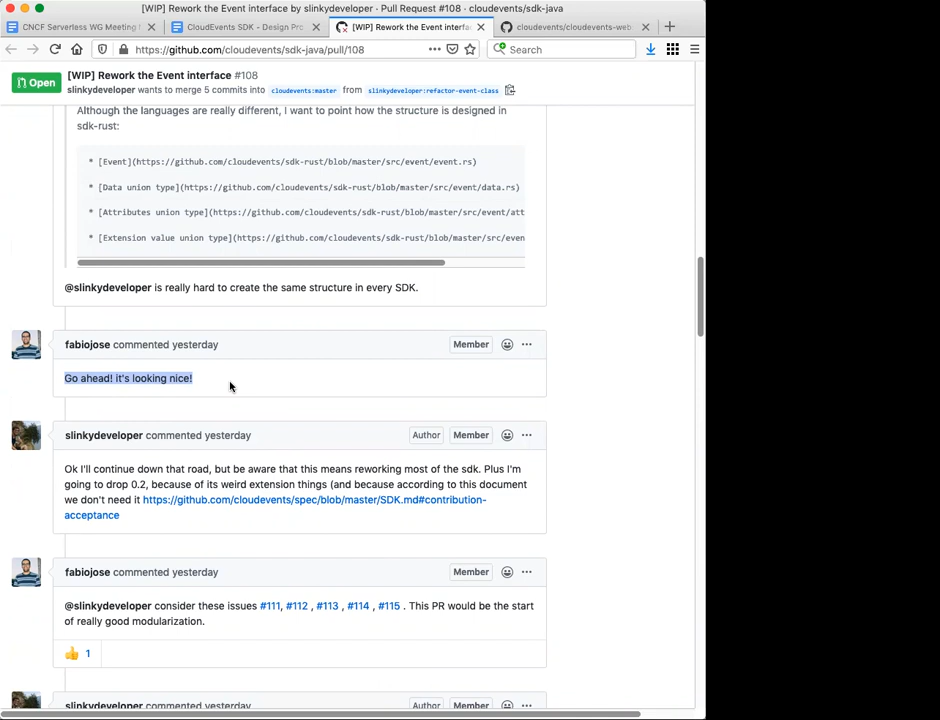 [WIP] Rework the Event interface by slinkydeveloper · Pull Request #108 · cloudevents/sdk-java
CNCF Serverless WG Meeting
CloudEvents SDK - Design Pro
[WIP] Rework the Event interfac
cloudevents/cloudevents-web
https://github.com/cloudevents/sdk-java/pull/108
Search
Open
[WIP] Rework the Event interface #108
slinkydeveloper wants to merge 5 commits into cloudevents:master from slinkydeveloper:refactor-event-class
Although the languages are really different, I want to point how the structure is designed in
sdk-rust:
* [Event](https://github.com/cloudevents/sdk-rust/blob/master/src/event/event.rs)
* [Data union type](https://github.com/cloudevents/sdk-rust/blob/master/src/event/data.rs)
* [Attributes union type](https://github.com/cloudevents/sdk-rust/blob/master/src/event/att
* [Extension value union type](https://github.com/cloudevents/sdk-rust/blob/master/src/even
@slinkydeveloper is really hard to create the same structure in every SDK.
fabiojose commented yesterday
Member
Go ahead! it's looking nice!
slinkydeveloper commented yesterday
Author
Member
Ok I'll continue down that road, but be aware that this means reworking most of the sdk. Plus I'm
going to drop 0.2, because of its weird extension things (and because according to this document
we don't need it https://github.com/cloudevents/spec/blob/master/SDK.md#contribution-
acceptance
fabiojose commented yesterday
Member
@slinkydeveloper consider these issues #111, #112 , #113 , #114 , #115 . This PR would be the start
of really good modularization.
1
slinkydeveloper commented yesterday
Author
Member